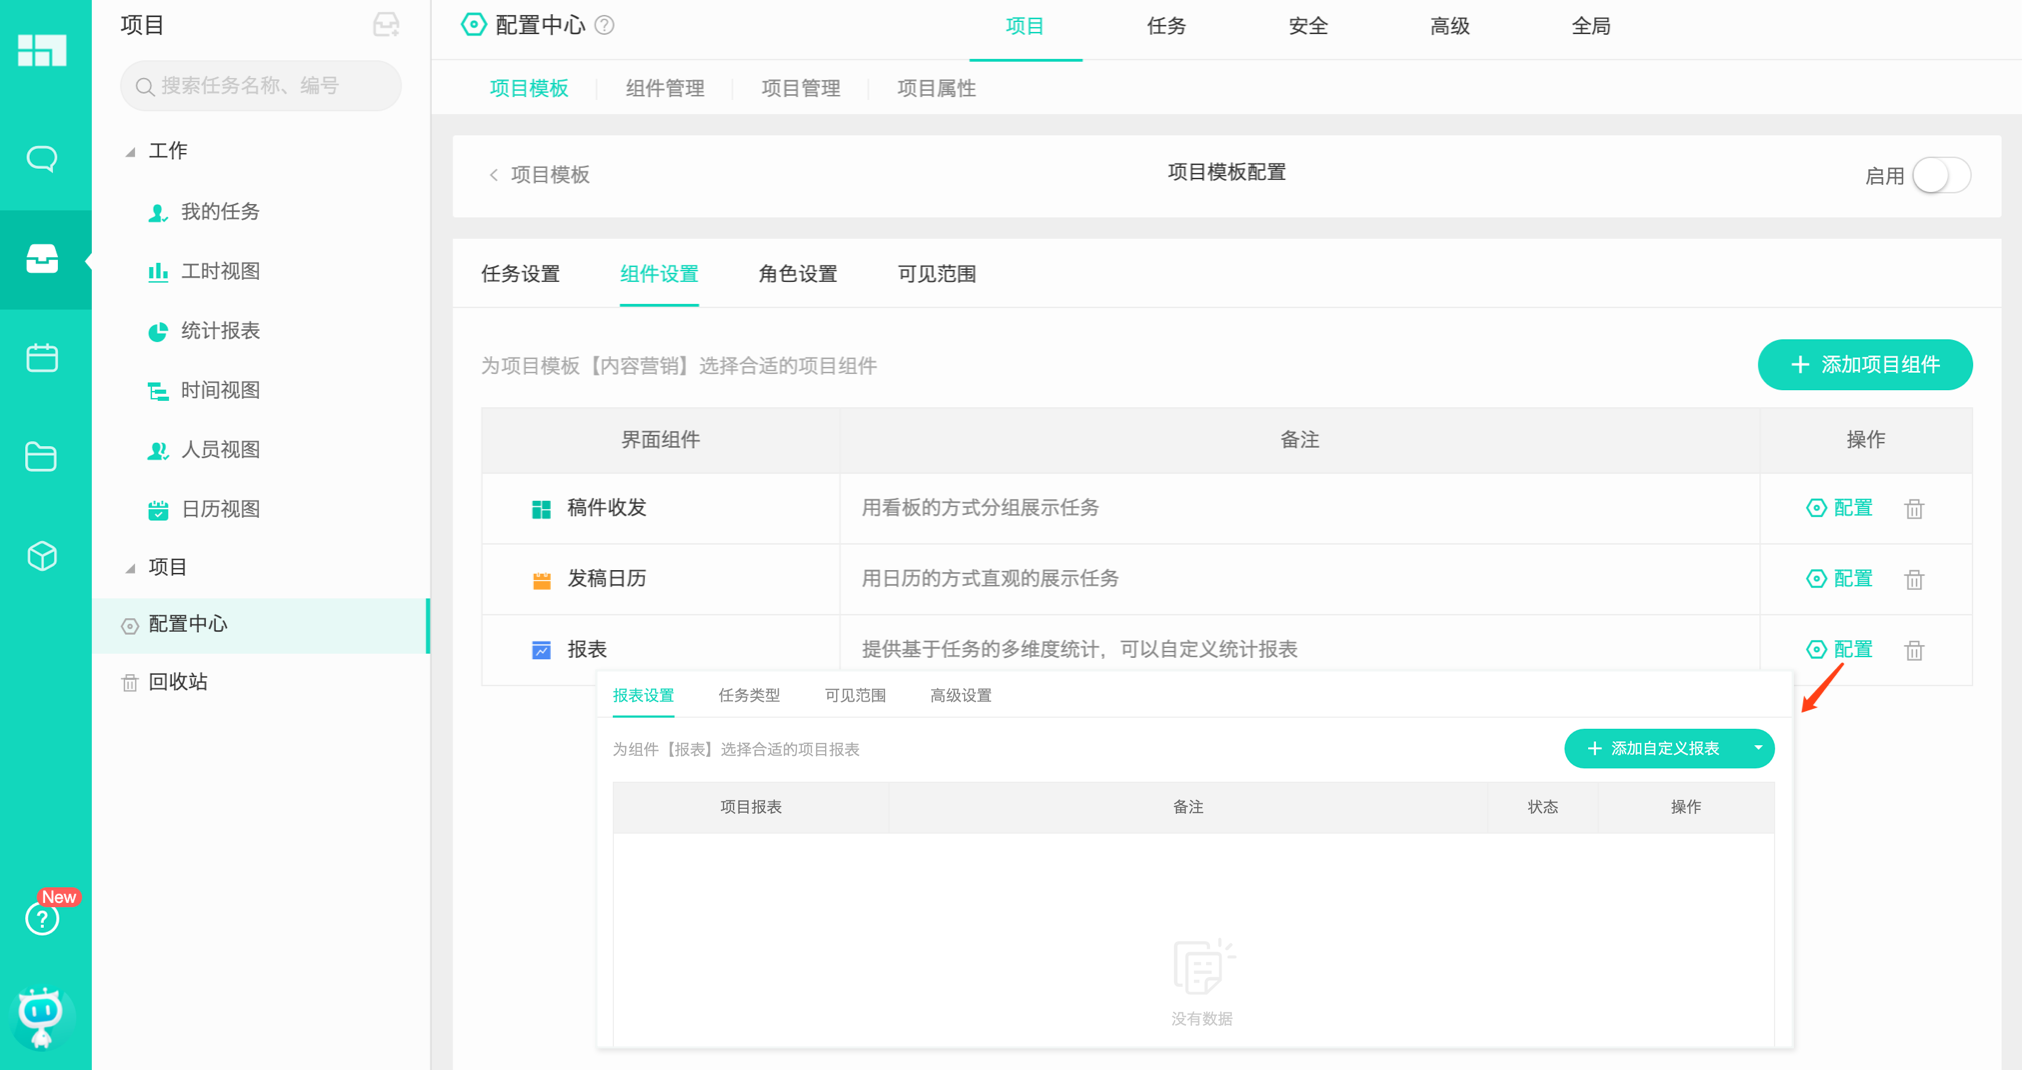 项目
搜索任务名称、编号
工作
我的任务
工时视图
统计报表
时间视图
人员视图
日历视图
项目
配置中心
回收站
New
?
配置中心 ?
项目 任务 安全 高级 全局
项目模板 组件管理 项目管理 项目属性
< 项目模板
项目模板配置
启用
任务设置 组件设置 角色设置 可见范围
为项目模板【内容营销】选择合适的项目组件
+ 添加项目组件
界面组件 备注 操作
稿件收发 用看板的方式分组展示任务 配置
发稿日历 用日历的方式直观的展示任务 配置
报表 提供基于任务的多维度统计，可以自定义统计报表 配置
报表设置 任务类型 可见范围 高级设置
为组件【报表】选择合适的项目报表
+ 添加自定义报表
项目报表 备注 状态 操作
没有数据